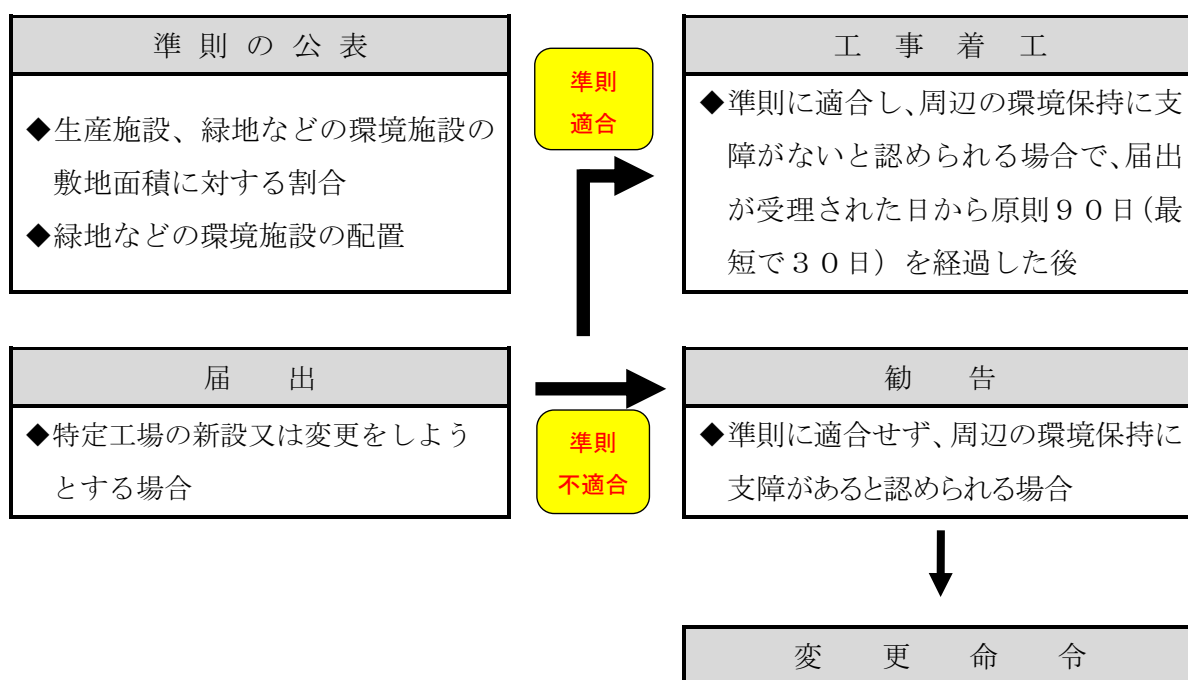 準則の公表
◆生産施設、緑地などの環境施設の
敷地面積に対する割合
◆緑地などの環境施設の配置
準則
適合
工事着工
◆準則に適合し、周辺の環境保持に支
障がないと認められる場合で、届出
が受理された日から原則９０日（最
短で３０日）を経過した後
届出
◆特定工場の新設又は変更をしよう
とする場合
準則
不適合
勧告
◆準則に適合せず、周辺の環境保持に
支障があると認められる場合
変更命令